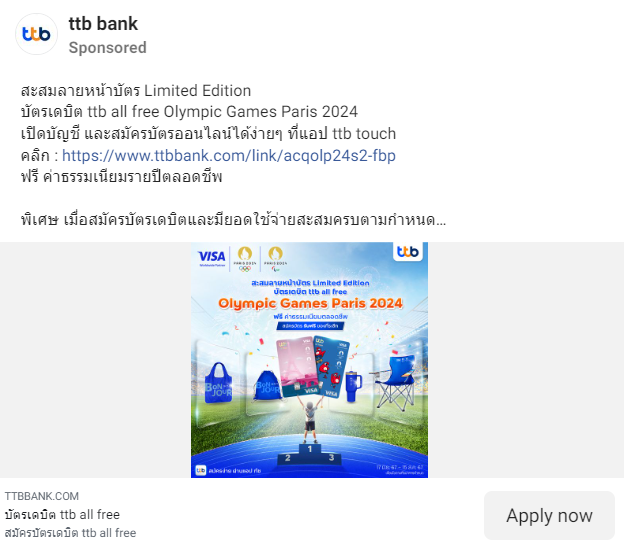 ttb
ttb bank
Sponsored
สะสมลายหน้าบัตร Limited Edition
บัตรเดบิต ttb all free Olympic Games Paris 2024
เปิดบัญชี และสมัครบัตรออนไลน์ได้ง่ายๆ ที่แอป ttb touch
คลิก : https://www.ttbbank.com/link/acqolp24s2-fbp
ฟรี ค่าธรรมเนียมรายปีตลอดชีพ
พิเศษ เมื่อสมัครบัตรเดบิตและมียอดใช้จ่ายสะสมครบตามกำหนด...
VISA
PARIS 2024
PARIS 2024
ttb
สะสมลายหน้าบัตร Limited Edition
บัตรเดบิต ttb all free
Olympic Games Paris 2024
ฟรี ค่าธรรมเนียมตลอดชีพ
BONJOUR
BONJOUR
VISA
VISA
1
2
3
ttb
TTBBANK.COM
บัตรเดบิต ttb all free
สมัครบัตรเดบิต ttb all free
Apply now